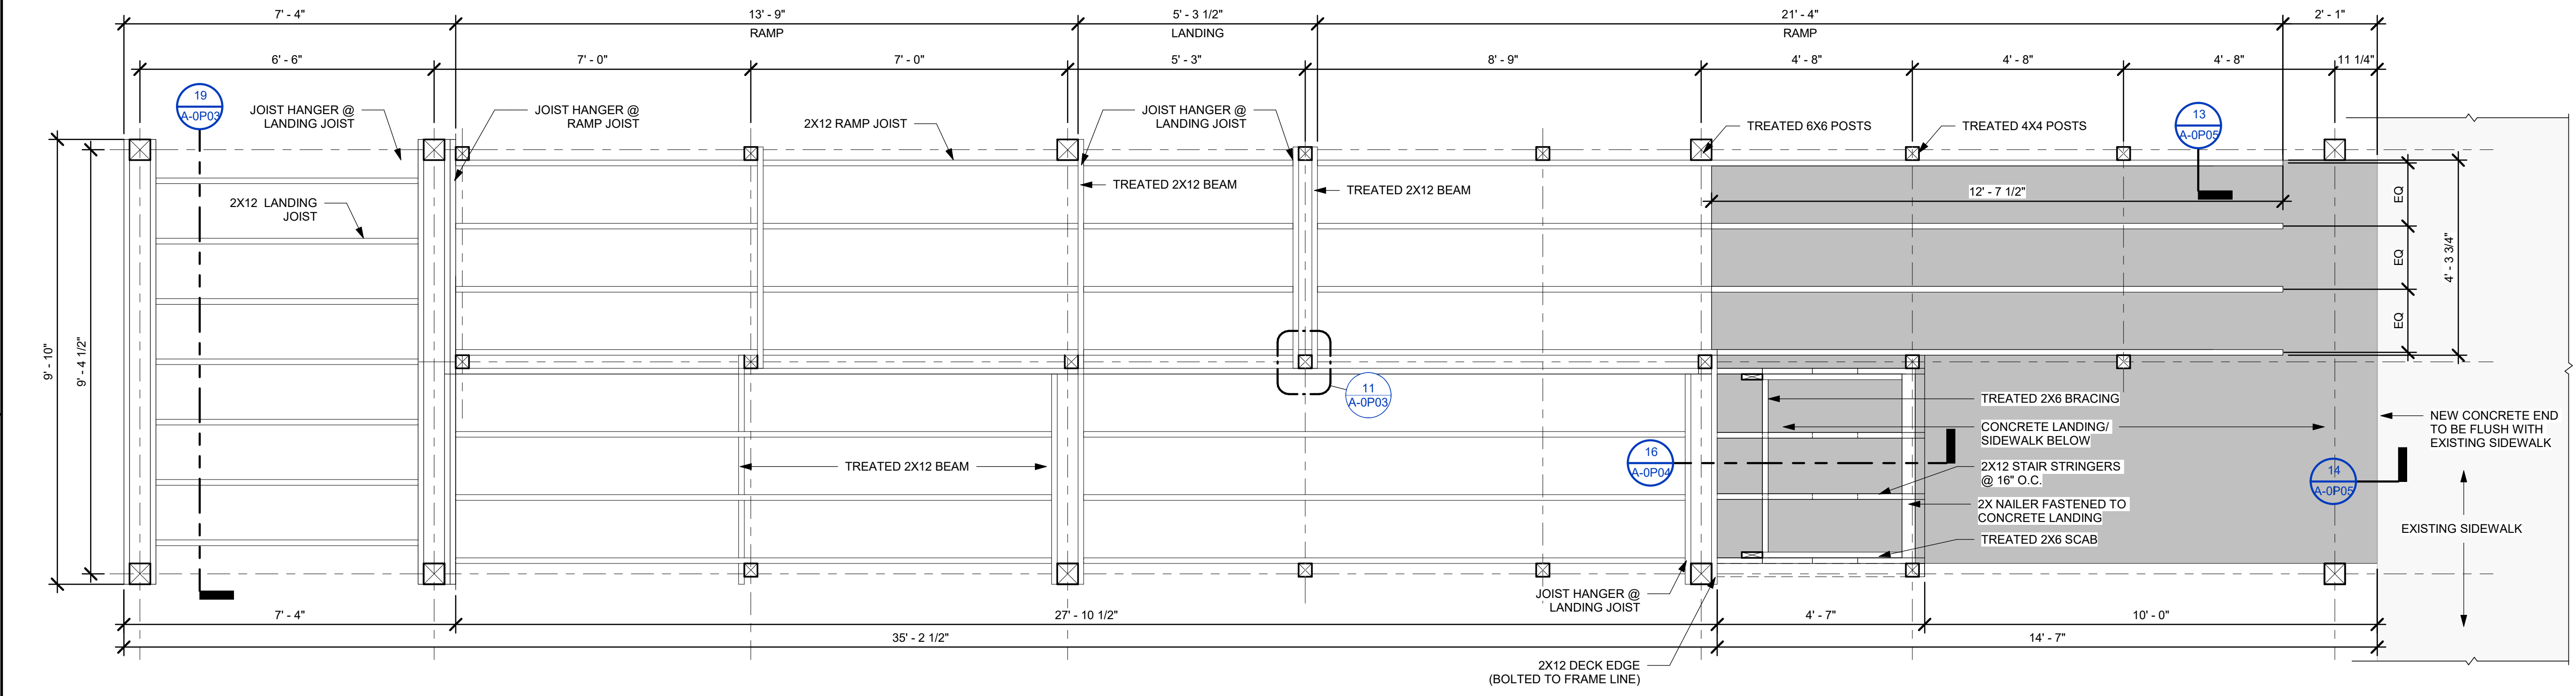 7' - 4"
13' - 9"
5' - 3 1/2"
21' - 4"
2' - 1"
RAMP
LANDING
RAMP
6' - 6"
7' - 0"
7' - 0"
5' - 3"
8' - 9"
4' - 8"
4' - 8"
4' - 8"
11 1/4"
19
A-0P03
JOIST HANGER @
LANDING JOIST
JOIST HANGER @
RAMP JOIST
2X12 RAMP JOIST
JOIST HANGER @
LANDING JOIST
TREATED 6X6 POSTS
TREATED 4X4 POSTS
13
A-0P05
2X12 LANDING
JOIST
TREATED 2X12 BEAM
TREATED 2X12 BEAM
12' - 7 1/2"
EQ
EQ
EQ
4' - 3 3/4"
9' - 10"
9' - 4 1/2"
11
A-0P03
TREATED 2X6 BRACING
CONCRETE LANDING/
SIDEWALK BELOW
NEW CONCRETE END
TO BE FLUSH WITH
EXISTING SIDEWALK
TREATED 2X12 BEAM
16
A-0P04
2X12 STAIR STRINGERS
@ 16" O.C.
14
A-0P05
2X NAILER FASTENED TO
CONCRETE LANDING
EXISTING SIDEWALK
TREATED 2X6 SCAB
JOIST HANGER @
LANDING JOIST
7' - 4"
27' - 10 1/2"
4' - 7"
10' - 0"
35' - 2 1/2"
14' - 7"
2X12 DECK EDGE
(BOLTED TO FRAME LINE)